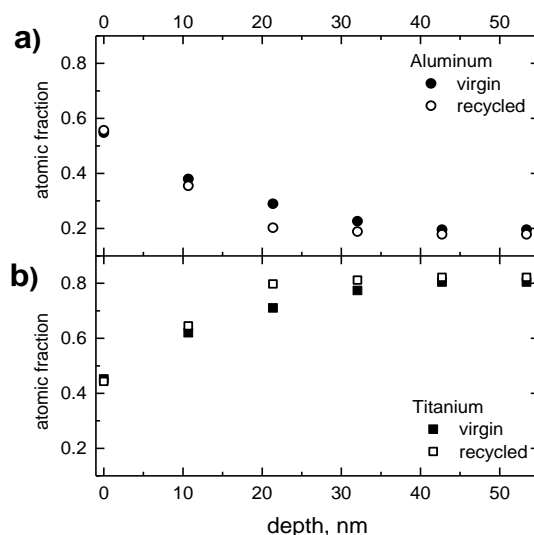 a)
0
10
20
30
40
50
0.8
0.6
0.4
0.2
atomic fraction
Aluminum
virgin
recycled
b)
0.8
0.6
0.4
0.2
atomic fraction
Titanium
virgin
recycled
0
10
20
30
40
50
depth, nm